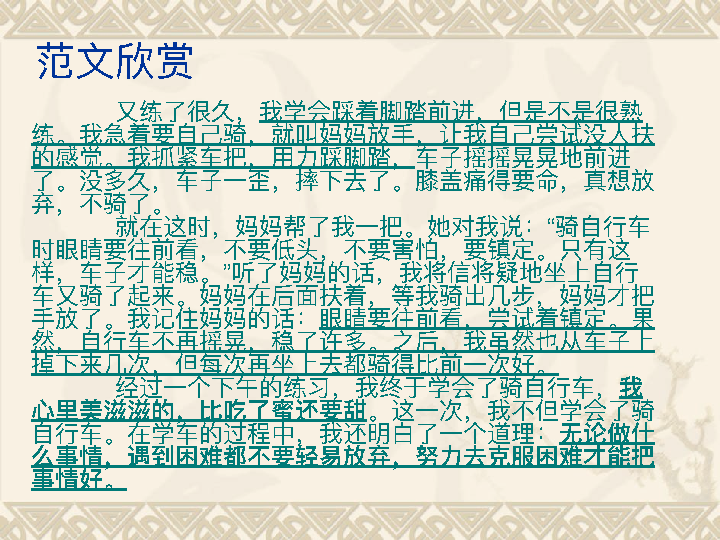 范文欣赏
又练了很久，我学会踩着脚踏前进，但是不是很熟
练。我急着要自己骑，就叫妈妈放手，让我自己尝试没人扶
的感觉。我抓紧车把，用力踩脚踏，车子摇摇晃晃地前进
了。没多久，车子一歪，摔下去了。膝盖痛得要命，真想放
弃，不骑了。
就在这时，妈妈帮了我一把。她对我说：“骑自行车
时眼睛要往前看，不要低头，不要害怕，要镇定。只有这
样，车子才能稳。”听了妈妈的话，我将信将疑地坐上自行
车又骑了起来。妈妈在后面扶着，等我骑出几步，妈妈才把
手放了。我记住妈妈的话：眼睛要往前看，尝试着镇定。果
然，自行车不再摇晃，稳了许多。之后，我虽然也从车子上
掉下来几次，但每次再坐上去都骑得比前一次好。
经过一个下午的练习，我终于学会了骑自行车，我
心里美滋滋的，比吃了蜜还要甜。这一次，我不但学会了骑
自行车。在学车的过程中，我还明白了一个道理：无论做什
么事情，遇到困难都不要轻易放弃，努力去克服困难才能把
事情好。